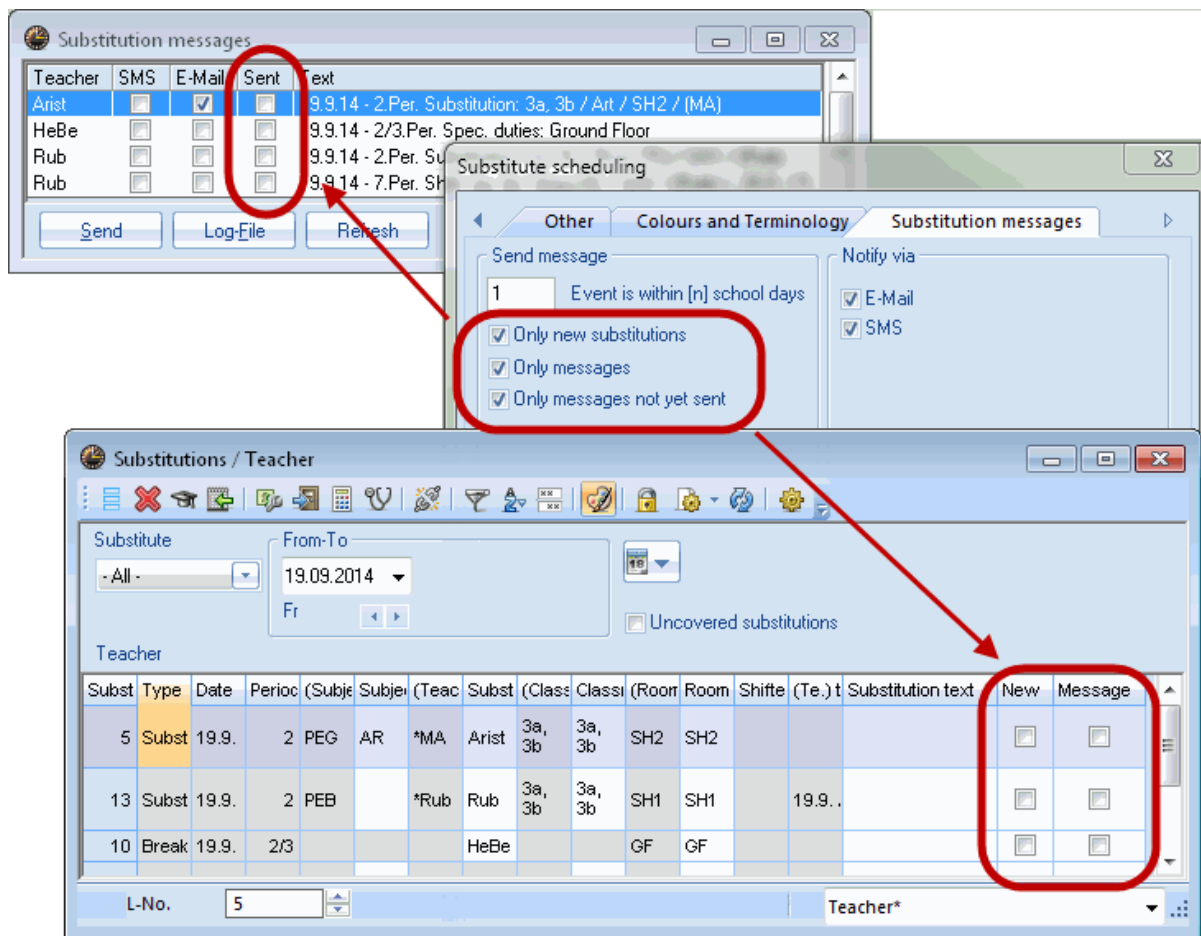 Substitution messages
Teacher SMS E-Mail Sent Text
Arist 9.9.14 - 2.Per. Substitution: 3a, 3b / Art / SH2 / (MA)
HeBe 9.9.14 - 2/3.Per. Spec. duties: Ground Floor
Rub 9.9.14 - 2.Per. Su
Rub 9.9.14 - 7.Per. Sh
Send Log-File Refresh
Substitute scheduling
Other Colours and Terminology Substitution messages
Send message Notify via
1 Event is within [n] school days E-Mail
Only new substitutions SMS
Only messages
Only messages not yet sent
Substitutions / Teacher
Substitute From-To
- All - 19.09.2014 18
Fr Uncovered substitutions
Teacher
Subst Type Date Perioc (Subje Subje (Teac Subst (Class Class (Room Room Shifte (Te.) t Substitution text New Message
5 Subst 19.9. 2 PEG AR *MA Arist 3a, 3a, SH2 SH2
3b 3b
13 Subst 19.9. 2 PEB *Rub Rub 3a, 3a, SH1 SH1 19.9. .
3b 3b
10 Break 19.9. 2/3 HeBe GF GF
L-No. 5 Teacher*